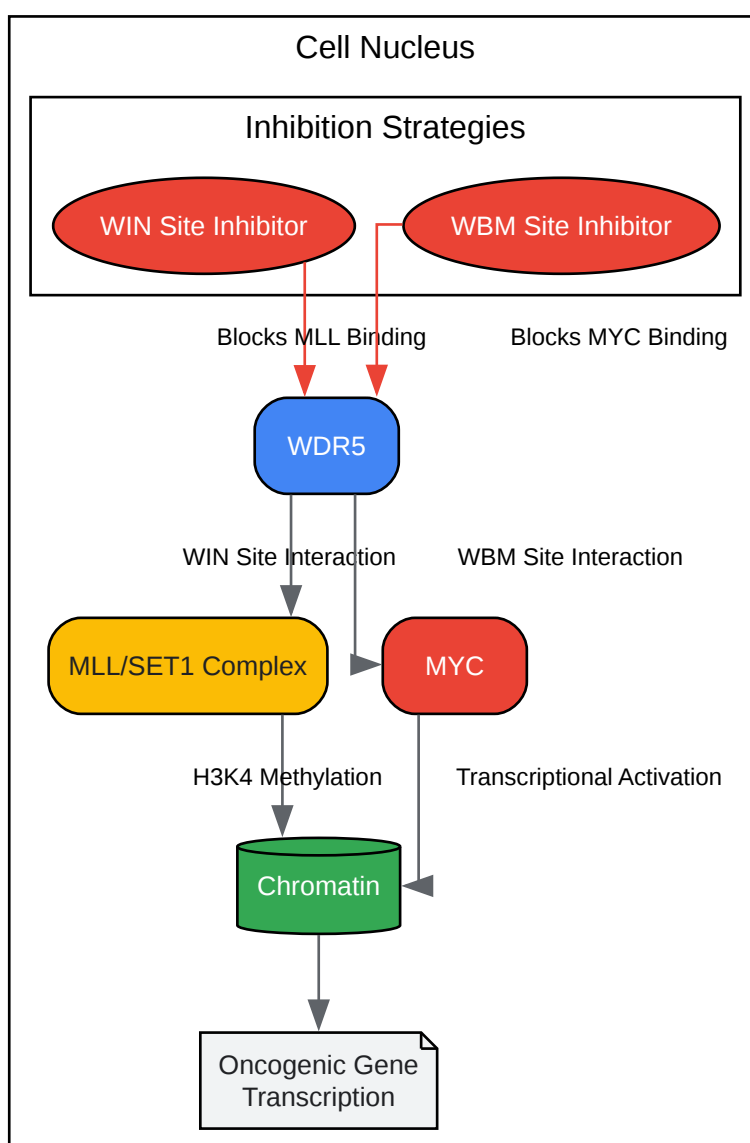 Cell Nucleus
Inhibition Strategies
WIN Site Inhibitor
WBM Site Inhibitor
Blocks MLL Binding
Blocks MYC Binding
WDR5
WIN Site Interaction
WBM Site Interaction
MLL/SET1 Complex
MYC
H3K4 Methylation
Transcriptional Activation
Chromatin
Oncogenic Gene
Transcription